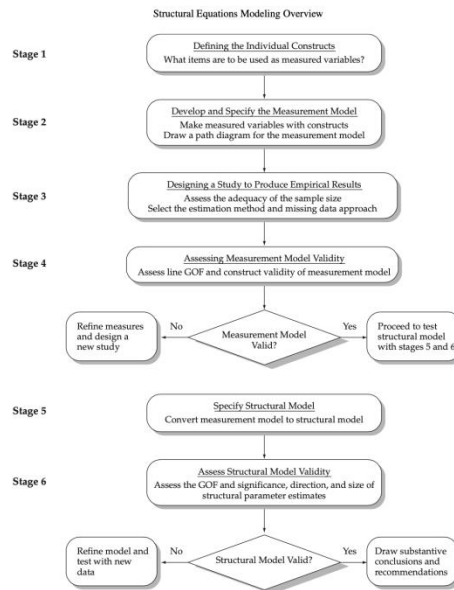 Structural Equations Modeling Overview
Stage 1
Defining the Individual Constructs
What items are to be used as measured variables?
Stage 2
Develop and Specify the Measurement Model
Make measured variables with constructs
Draw a path diagram for the measurement model
Stage 3
Designing a Study to Produce Empirical Results
Assess the adequacy of the sample size
Select the estimation method and missing data approach
Stage 4
Assessing Measurement Model Validity
Assess line GOF and construct validity of measurement model
Refine measures
and design a
new study
No
Measurement Model
Valid?
Yes
Proceed to test
structural model
with stages 5 and 6
Stage 5
Specify Structural Model
Convert measurement model to structural model
Stage 6
Assess Structural Model Validity
Assess the GOF and significance, direction, and size of
structural parameter estimates
Refine model and
test with new
data
No
Structural Model Valid?
Yes
Draw substantive
conclusions and
recommendations